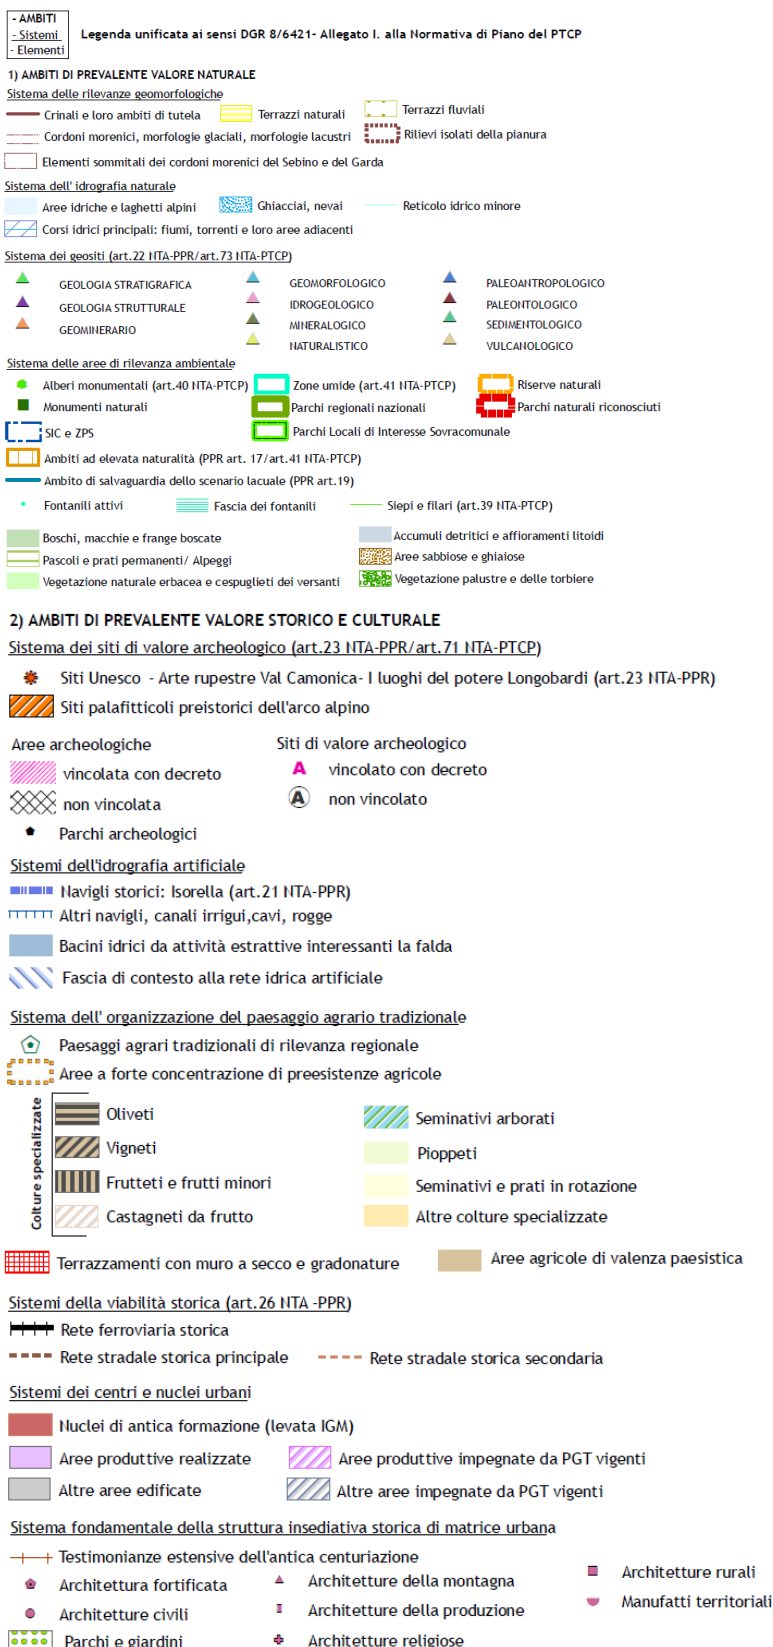 - AMBITI
- Sistemi
- Elementi
Legenda unificata ai sensi DGR 8/6421- Allegato I. alla Normativa di Piano del PTCP
1) AMBITI DI PREVALENTE VALORE NATURALE
Sistema delle rilevanze geomorfologiche
Crinali e loro ambiti di tutela
Terrazzi naturali
Terrazzi fluviali
Cordoni morenici, morfologie glaciali, morfologie lacustri
Rilievi isolati della pianura
Elementi sommitali dei cordoni morenici del Sebino e del Garda
Sistema dell' idrografia naturale
Aree idriche e laghetti alpini
Ghiacciai, nevai
Reticolo idrico minore
Corsi idrici principali: fiumi, torrenti e loro aree adiacenti
Sistema dei geositi (art.22 NTA-PPR/art.73 NTA-PTCP)
GEOLOGIA STRATIGRAFICA
GEOMORFOLOGICO
PALEOANTROPOLOGICO
GEOLOGIA STRUTTURALE
IDROGEOLOGICO
PALEONTOLOGICO
GEOMINERARIO
MINERALOGICO
SEDIMENTOLOGICO
NATURALISTICO
VULCANOLOGICO
Sistema delle aree di rilevanza ambientale
Alberi monumentali (art.40 NTA-PTCP)
Zone umide (art.41 NTA-PTCP)
Riserve naturali
Monumenti naturali
Parchi regionali nazionali
Parchi naturali riconosciuti
SIC e ZPS
Parchi Locali di Interesse Sovracomunale
Ambiti ad elevata naturalità (PPR art. 17/art.41 NTA-PTCP)
Ambito di salvaguardia dello scenario lacuale (PPR art.19)
Fontanili attivi
Fascia dei fontanili
Siepi e filari (art.39 NTA-PTCP)
Boschi, macchie e frange boscate
Accumuli detritici e affioramenti litoidi
Pascoli e prati permanenti/ Alpeggi
Aree sabbiose e ghiaiose
Vegetazione naturale erbacea e cespuglieti dei versanti
Vegetazione palustre e delle torbiere
2) AMBITI DI PREVALENTE VALORE STORICO E CULTURALE
Sistema dei siti di valore archeologico (art.23 NTA-PPR/art.71 NTA-PTCP)
Siti Unesco - Arte rupestre Val Camonica- I luoghi del potere Longobardi (art.23 NTA-PPR)
Siti palafitticoli preistorici dell'arco alpino
Aree archeologiche
Siti di valore archeologico
vincolata con decreto
A vincolato con decreto
non vincolata
A non vincolato
Parchi archeologici
Sistemi dell'idrografia artificiale
Navigli storici: Isorella (art.21 NTA-PPR)
Altri navigli, canali irrigui,cavi, rogge
Bacini idrici da attività estrattive interessanti la falda
Fascia di contesto alla rete idrica artificiale
Sistema dell' organizzazione del paesaggio agrario tradizionale
Paesaggi agrari tradizionali di rilevanza regionale
Aree a forte concentrazione di preesistenze agricole
Colture specializzate
Oliveti
Seminativi arborati
Vigneti
Pioppeti
Frutteti e frutti minori
Seminativi e prati in rotazione
Castagneti da frutto
Altre colture specializzate
Terrazzamenti con muro a secco e gradonature
Aree agricole di valenza paesistica
Sistemi della viabilità storica (art.26 NTA -PPR)
Rete ferroviaria storica
Rete stradale storica principale
Rete stradale storica secondaria
Sistemi dei centri e nuclei urbani
Nuclei di antica formazione (levata IGM)
Aree produttive realizzate
Aree produttive impegnate da PGT vigenti
Altre aree edificate
Altre aree impegnate da PGT vigenti
Sistema fondamentale della struttura insediativa storica di matrice urbana
Testimonianze estensive dell'antica centuriazione
Architettura fortificata
Architetture della montagna
Architetture rurali
Architetture civili
Architetture della produzione
Manufatti territoriali
Parchi e giardini
Architetture religiose